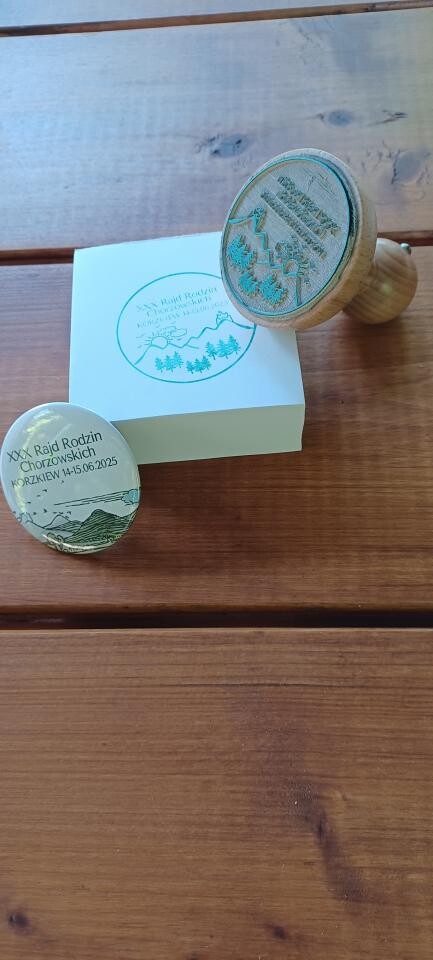 XXX Rajd Rodzin
Chorzowskich
KORZKIEW 14-15.06.2025
XXX Rajd Rodzin
Chorzowskich
KORZKIEW 14-15.06.2025